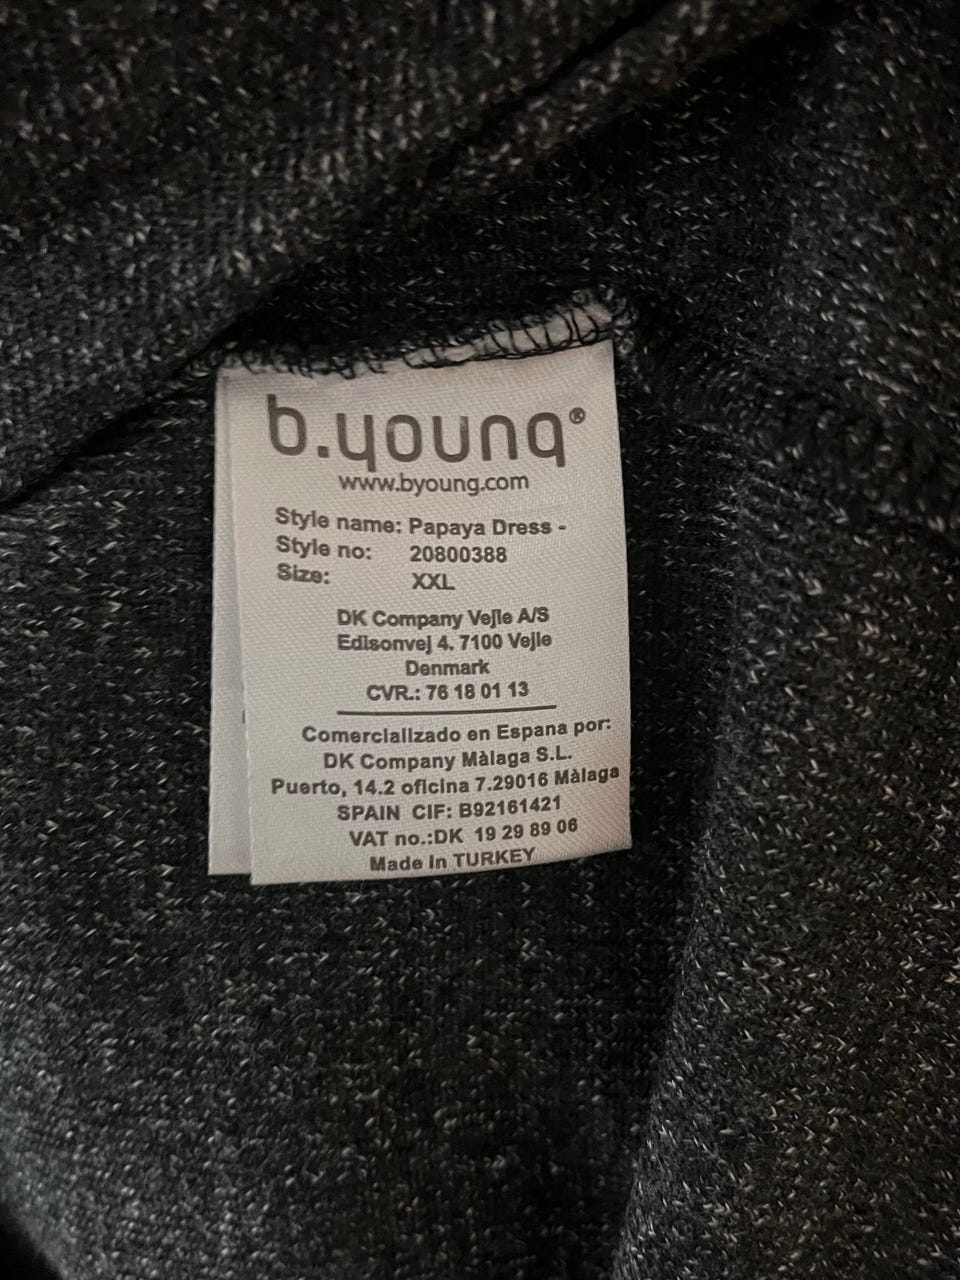 b.young®
www.byoung.com
Style name: Papaya Dress -
Style no: 20800388
Size: XXL
DK Company Vejle A/S
Edisonvej 4. 7100 Vejle
Denmark
CVR.: 76 18 01 13
Comercializado en Espana por:
DK Company Màlaga S.L.
Puerto, 14.2 oficina 7.29016 Màlaga
SPAIN CIF: B92161421
VAT no.:DK 19 29 89 06
Made in TURKEY